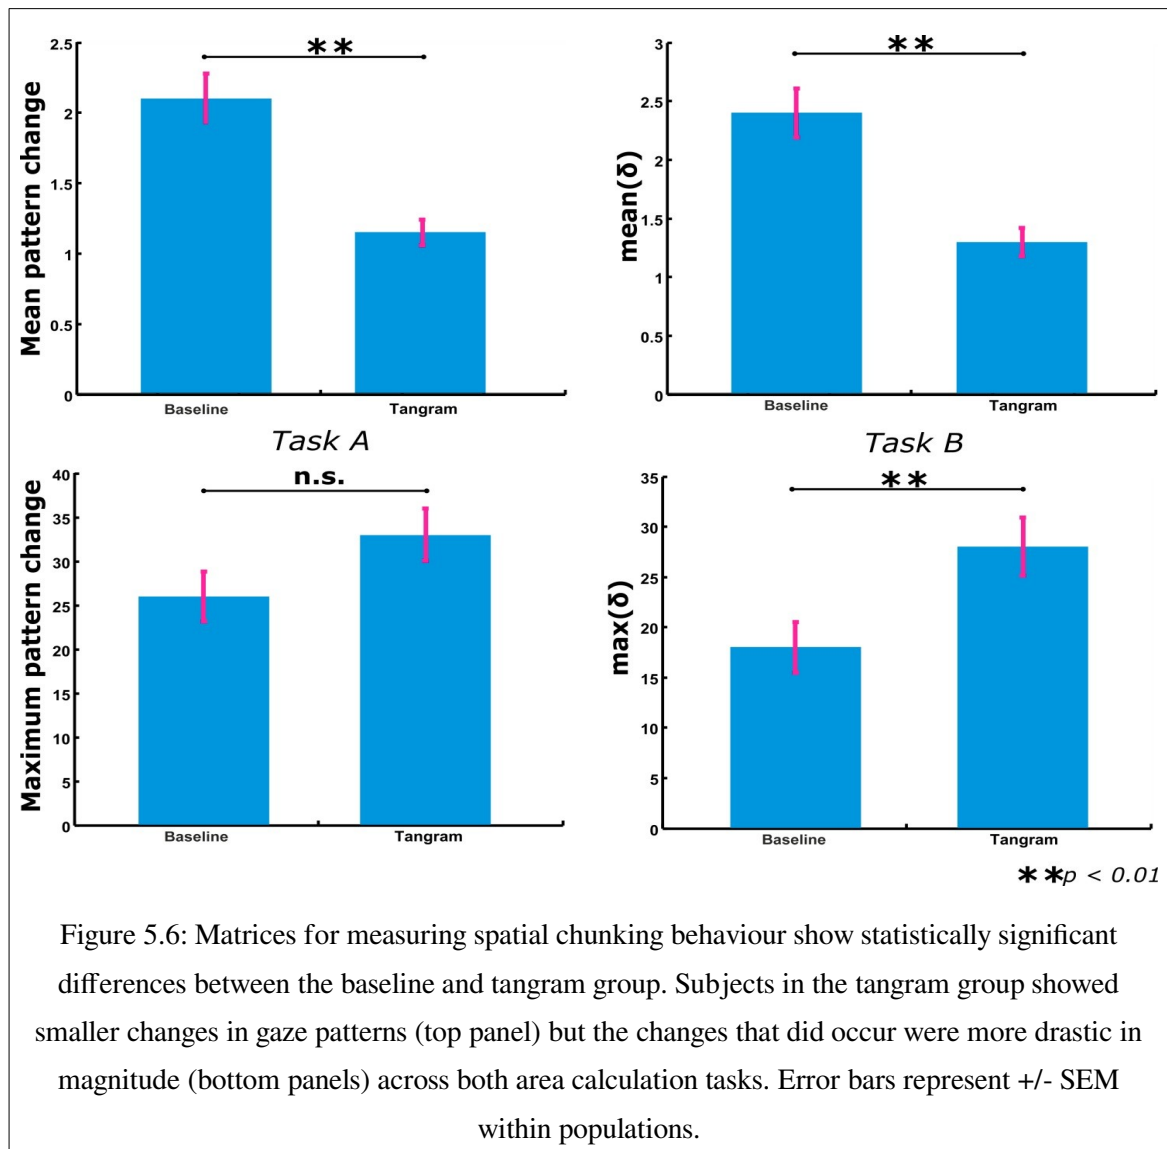 2.5
2
1.5
1
0.5
0
Mean pattern change
**
Baseline
Tangram
3
2.5
2
1.5
1
0.5
0
mean(δ)
**
Baseline
Tangram
Task A
Task B
40
35
30
25
20
15
10
5
0
Maximum pattern change
n.s.
Baseline
Tangram
35
30
25
20
15
10
5
0
max(δ)
**
Baseline
Tangram
**p < 0.01
Figure 5.6: Matrices for measuring spatial chunking behaviour show statistically significant
differences between the baseline and tangram group. Subjects in the tangram group showed
smaller changes in gaze patterns (top panel) but the changes that did occur were more drastic in
magnitude (bottom panels) across both area calculation tasks. Error bars represent +/- SEM
within populations.